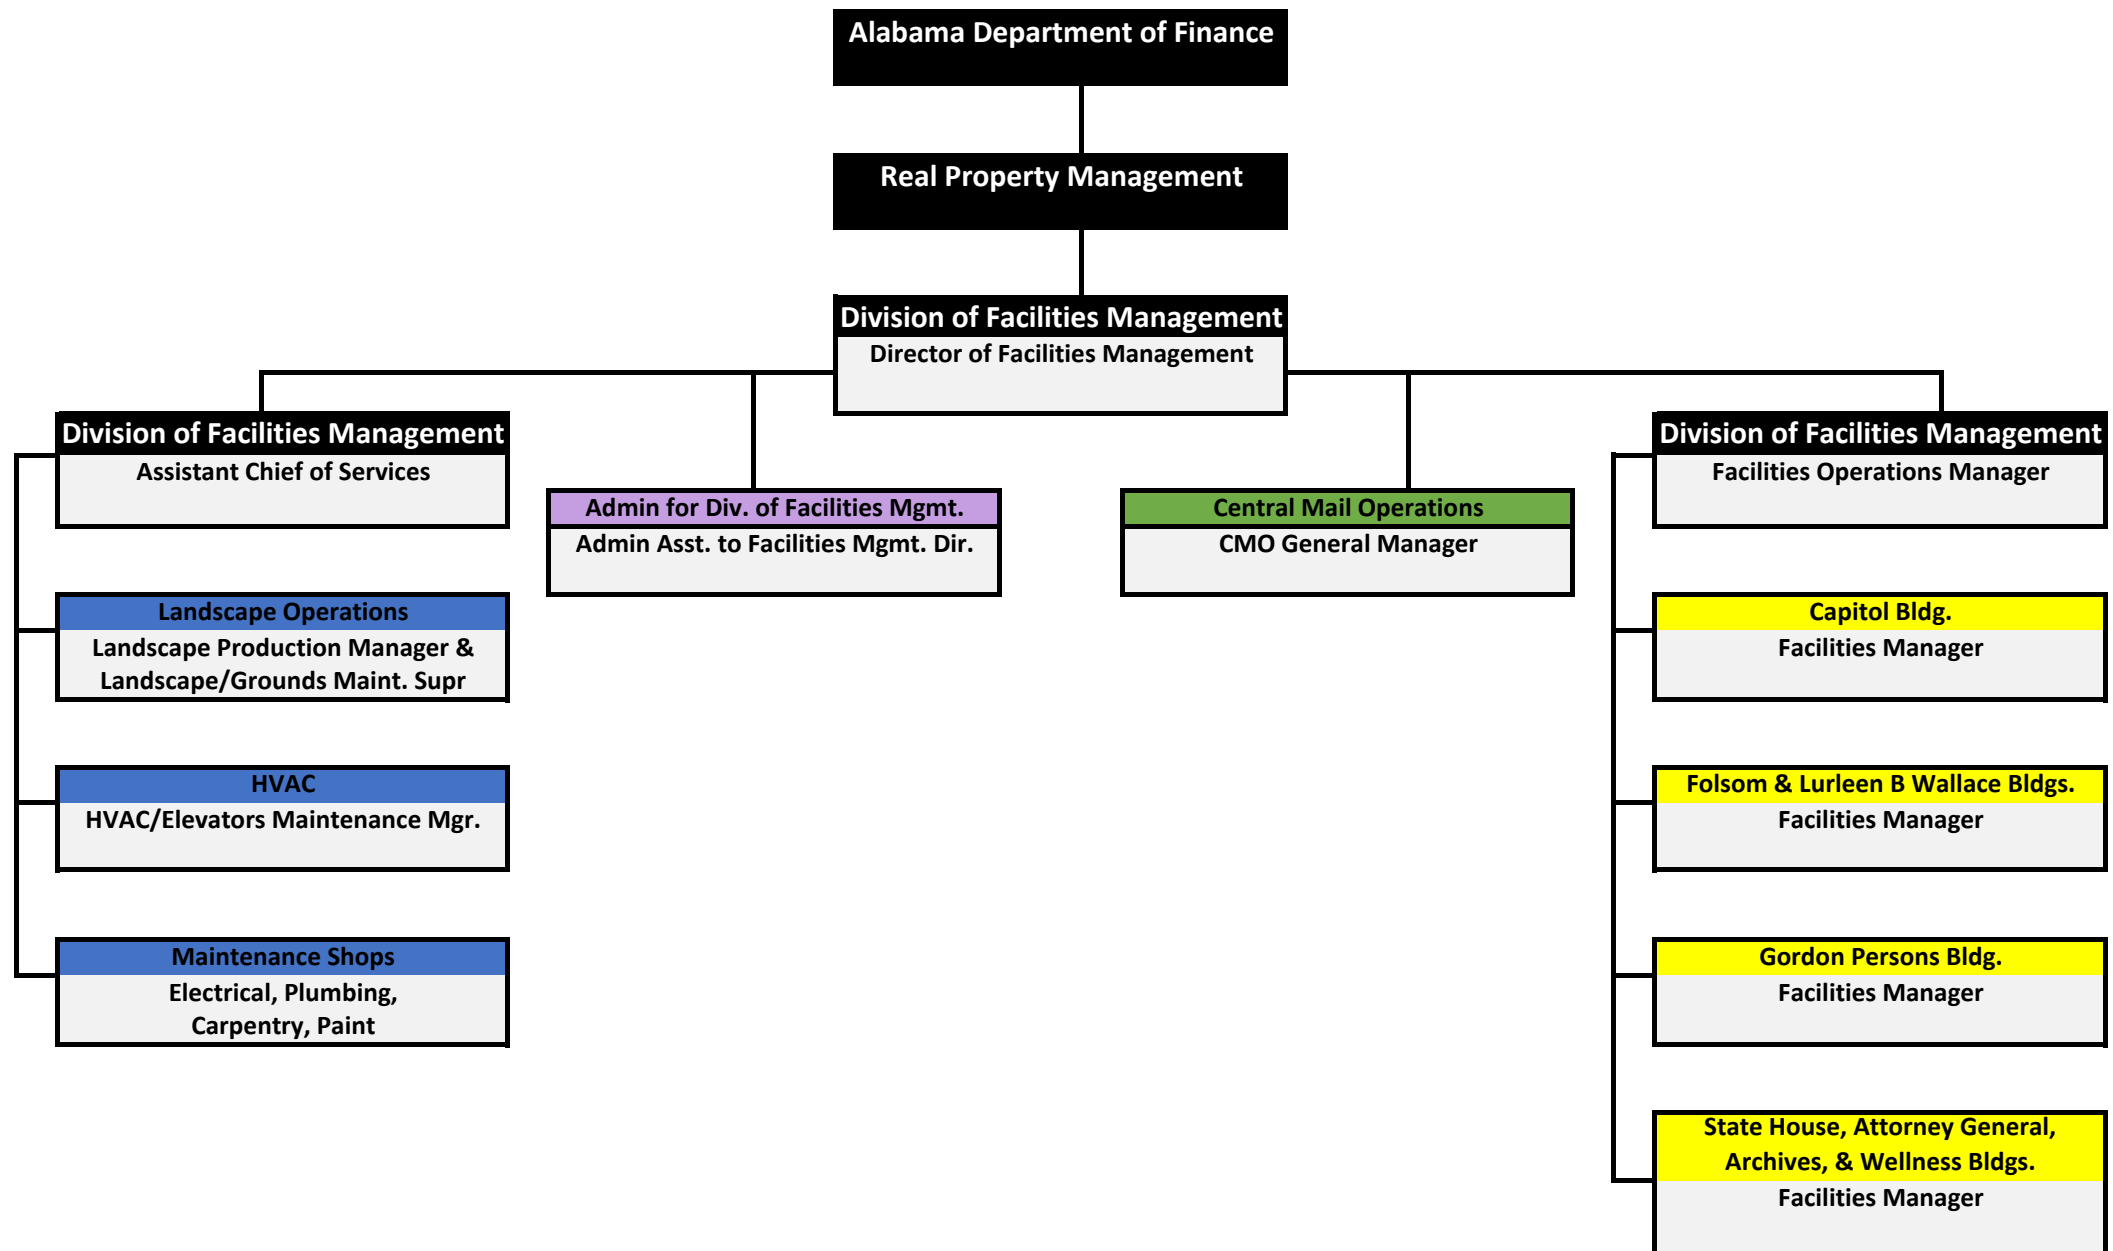 Alabama Department of Finance
Real Property Management
Division of Facilities Management
Director of Facilities Management
Division of Facilities Management
Assistant Chief of Services
Landscape Operations
Landscape Production Manager &
Landscape/Grounds Maint. Supr
HVAC
HVAC/Elevators Maintenance Mgr.
Maintenance Shops
Electrical, Plumbing,
Carpentry, Paint
Admin for Div. of Facilities Mgmt.
Admin Asst. to Facilities Mgmt. Dir.
Central Mail Operations
CMO General Manager
Division of Facilities Management
Facilities Operations Manager
Capitol Bldg.
Facilities Manager
Folsom & Lurleen B Wallace Bldgs.
Facilities Manager
Gordon Persons Bldg.
Facilities Manager
State House, Attorney General,
Archives, & Wellness Bldgs.
Facilities Manager